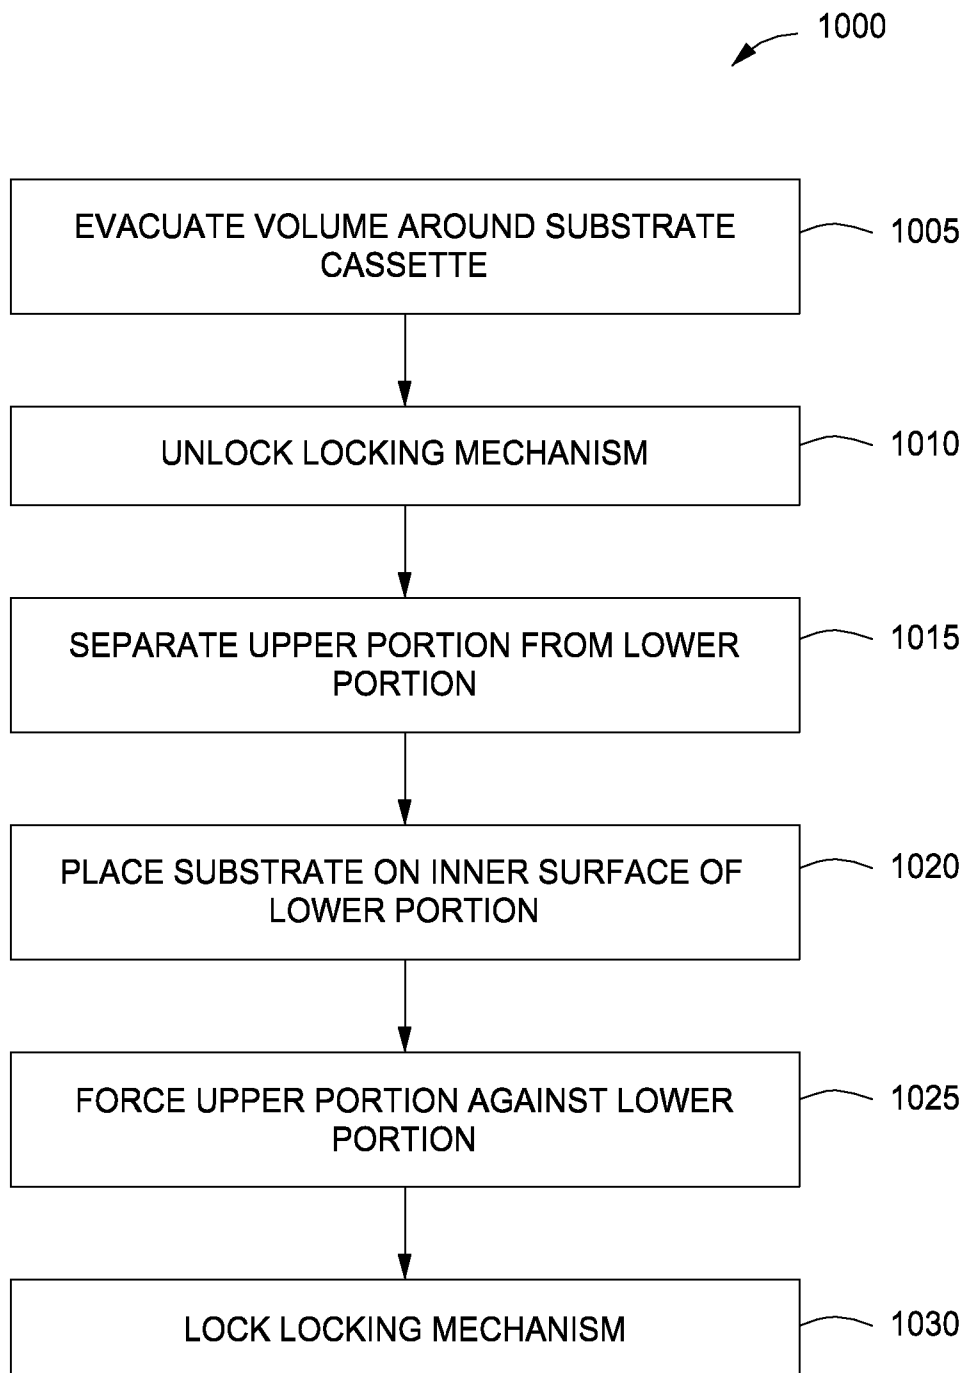 1000
EVACUATE VOLUME AROUND SUBSTRATE
CASSETTE
1005
UNLOCK LOCKING MECHANISM
1010
SEPARATE UPPER PORTION FROM LOWER
PORTION
1015
PLACE SUBSTRATE ON INNER SURFACE OF
LOWER PORTION
1020
FORCE UPPER PORTION AGAINST LOWER
PORTION
1025
LOCK LOCKING MECHANISM
1030